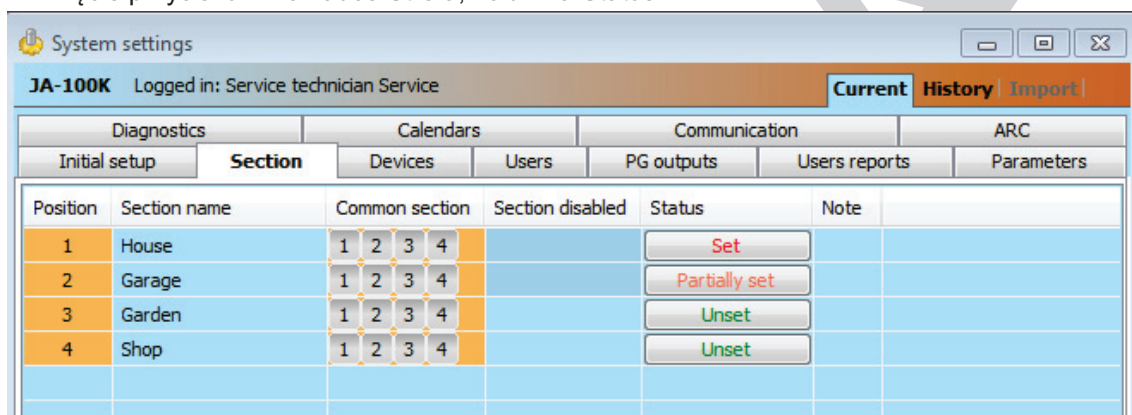 System settings
JA-100K Logged in: Service technician Service Current History Import
Diagnostics Calendars Communication ARC
Initial setup Section Devices Users PG outputs Users reports Parameters
Position Section name Common section Section disabled Status Note
1 House 1 2 3 4 Set
2 Garage 1 2 3 4 Partially set
3 Garden 1 2 3 4 Unset
4 Shop 1 2 3 4 Unset